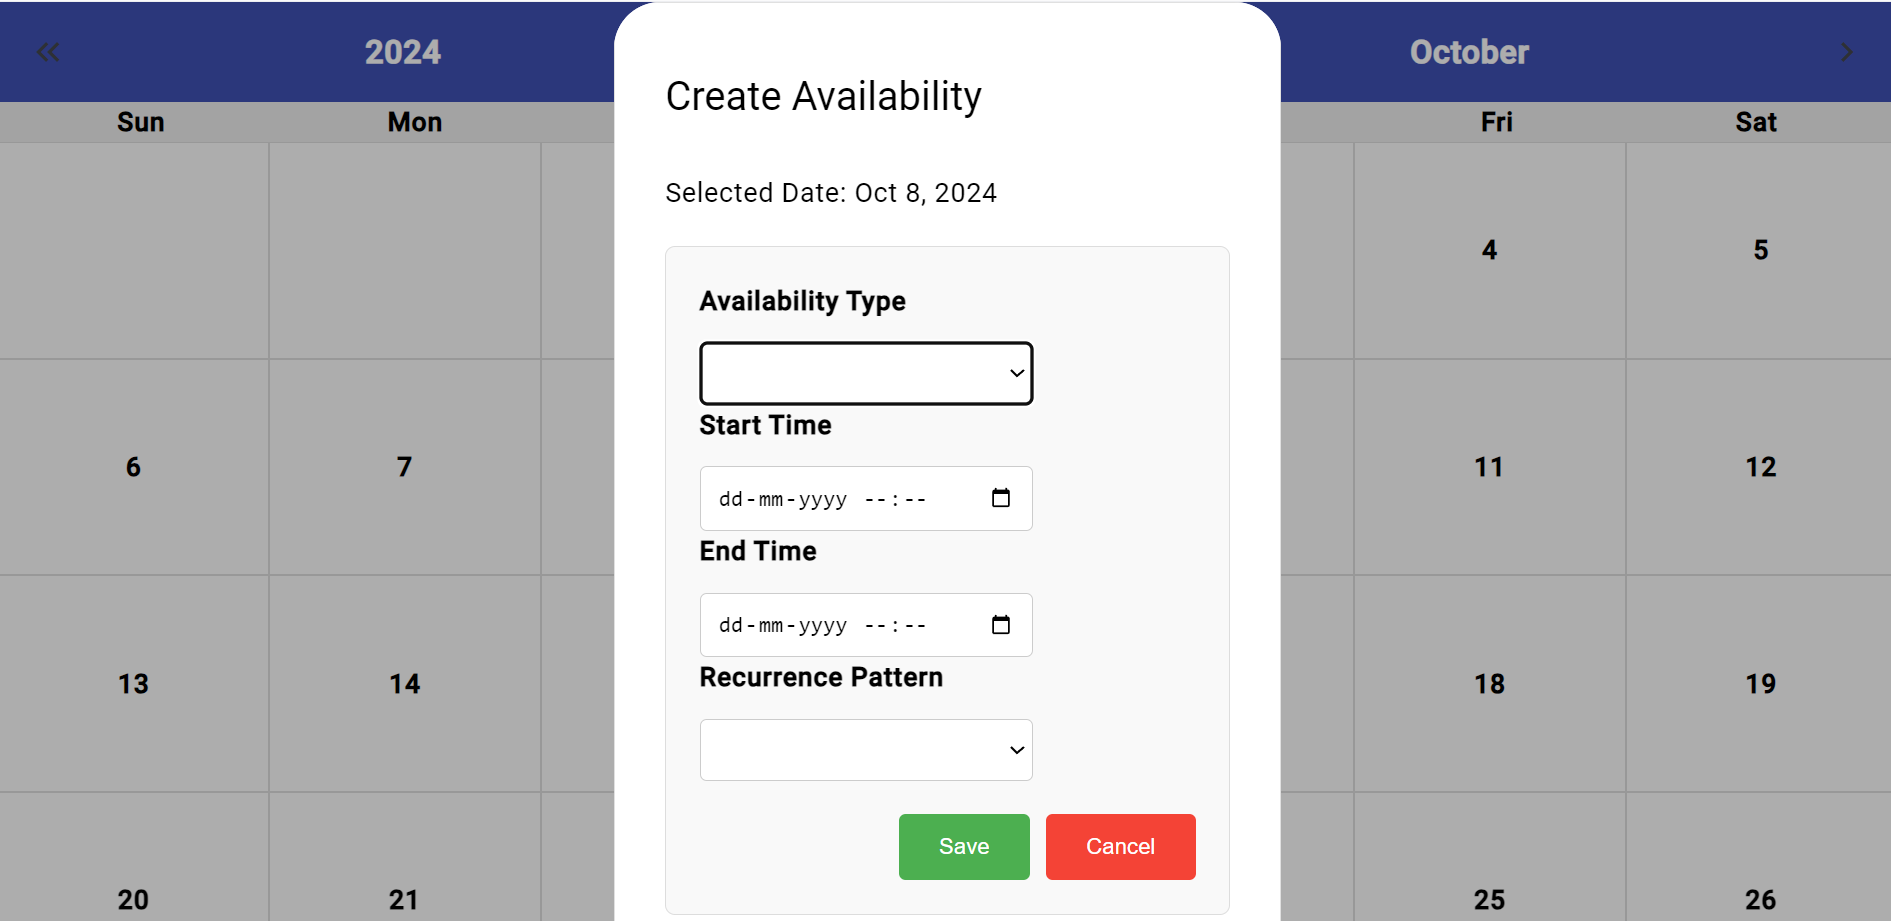 2024 October
Sun Mon Fri Sat
Create Availability
Selected Date: Oct 8, 2024
4 5
Availability Type
Start Time
6 7 11 12
dd-mm-yyyy --:--
End Time
dd-mm-yyyy --:--
Recurrence Pattern
13 14 18 19
Save Cancel
20 21 25 26